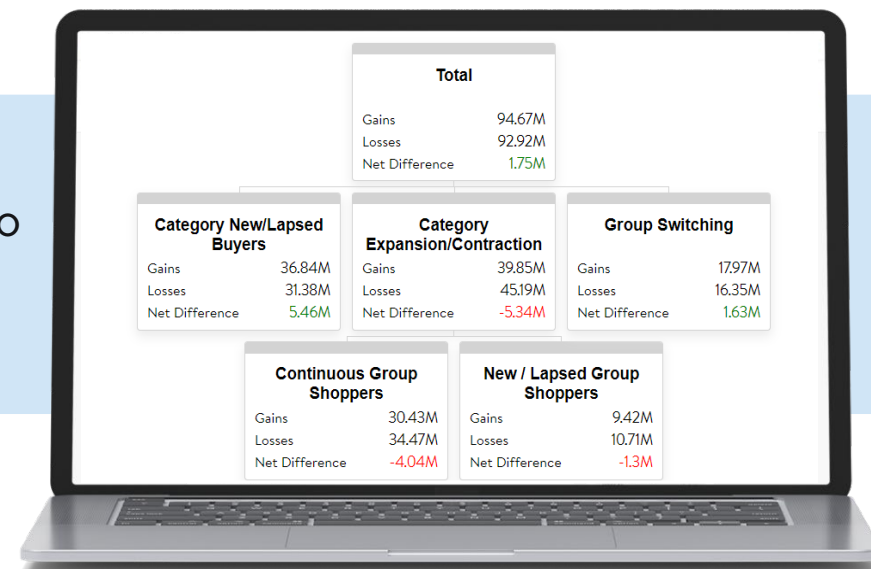 Total
Gains 94.67M
Losses 92.92M
Net Difference 1.75M
Category New/Lapsed
Buyers
Gains 36.84M
Losses 31.38M
Net Difference 5.46M
Category
Expansion/Contraction
Gains 39.85M
Losses 45.19M
Net Difference -5.34M
Group Switching
Gains 17.97M
Losses 16.35M
Net Difference 1.63M
Continuous Group
Shoppers
Gains 30.43M
Losses 34.47M
Net Difference -4.04M
New / Lapsed Group
Shoppers
Gains 9.42M
Losses 10.71M
Net Difference -1.3M